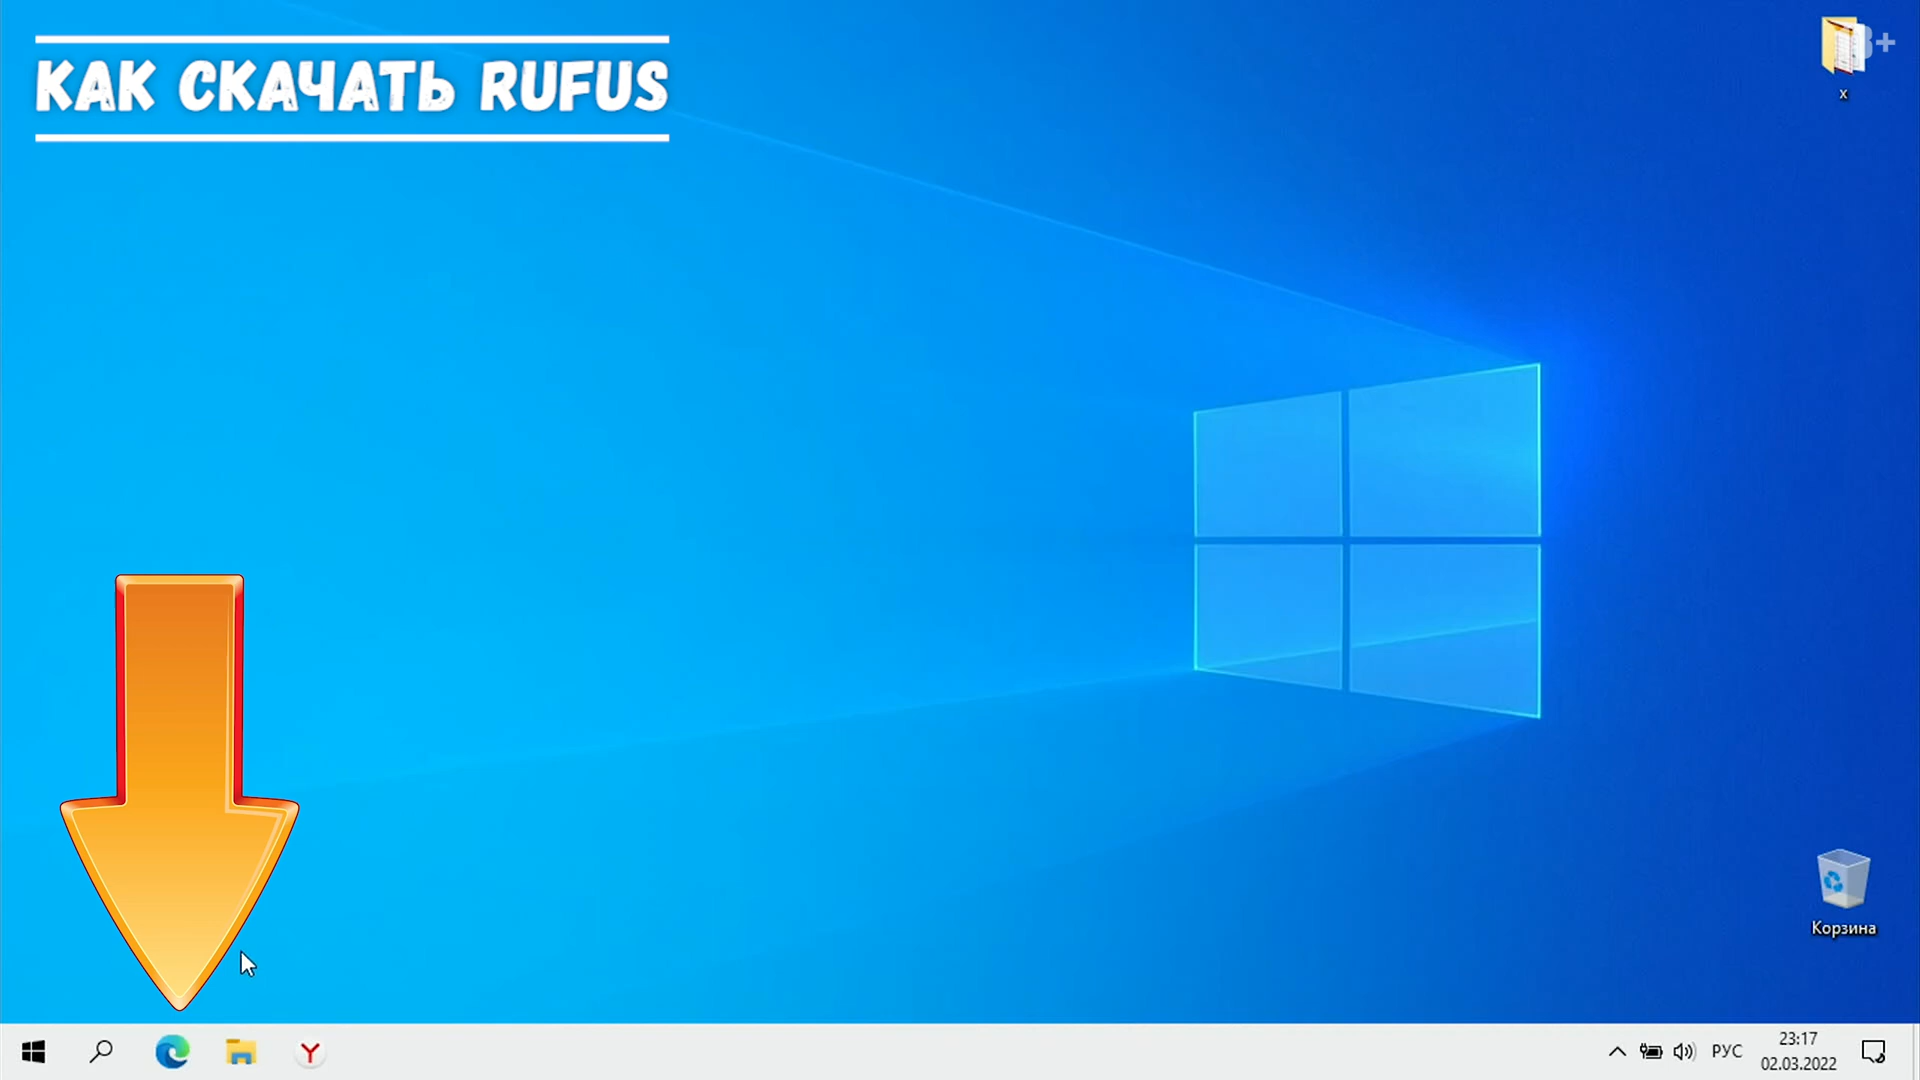 КАК СКАЧАТЬ RUFUS
x
Корзина
РУС
23:17
02.03.2022